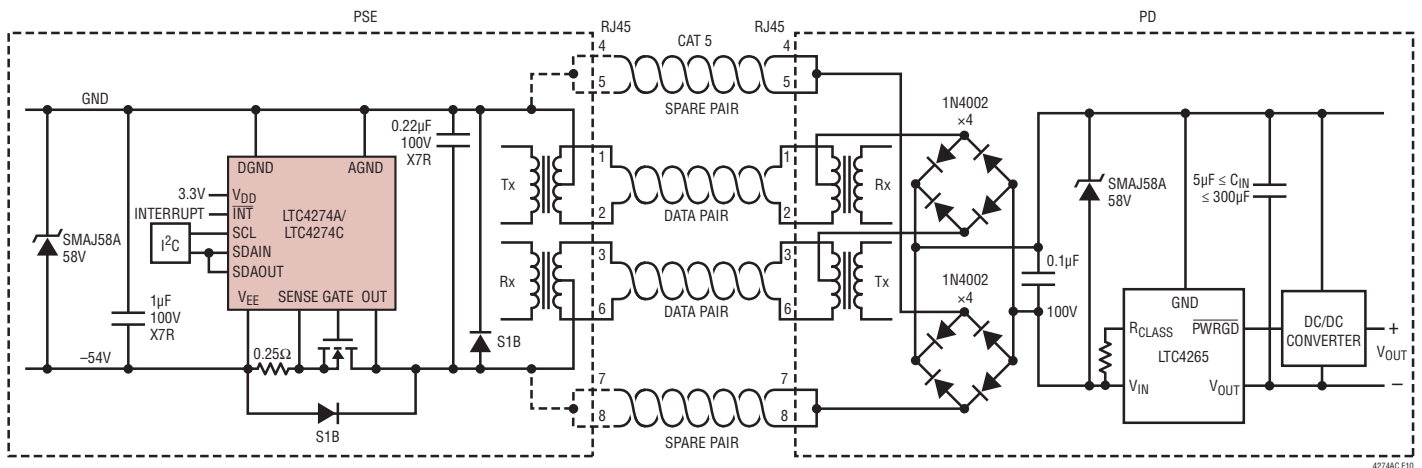 PSE
RJ45
CAT 5
RJ45
PD
4
5
4
5
SPARE PAIR
GND
1N4002
×4
0.22µF
100V
X7R
DGND
AGND
Tx
1
2
DATA PAIR
1
2
Rx
SMAJ58A
58V
5µF ≤ CIN
≤ 300µF
3.3V
VDD
INTERRUPT
INT
LTC4274A/
LTC4274C
SCL
I2C
SDAIN
SDAOUT
SMAJ58A
58V
VEE
SENSE
GATE
OUT
Rx
3
6
DATA PAIR
3
6
Tx
0.1µF
100V
1N4002
×4
1µF
100V
X7R
S1B
GND
RCLASS
PWRGD
LTC4265
DC/DC
CONVERTER
+
VOUT
–
–54V
0.25Ω
VIN
VOUT
S1B
7
8
7
8
SPARE PAIR
4274AC F10